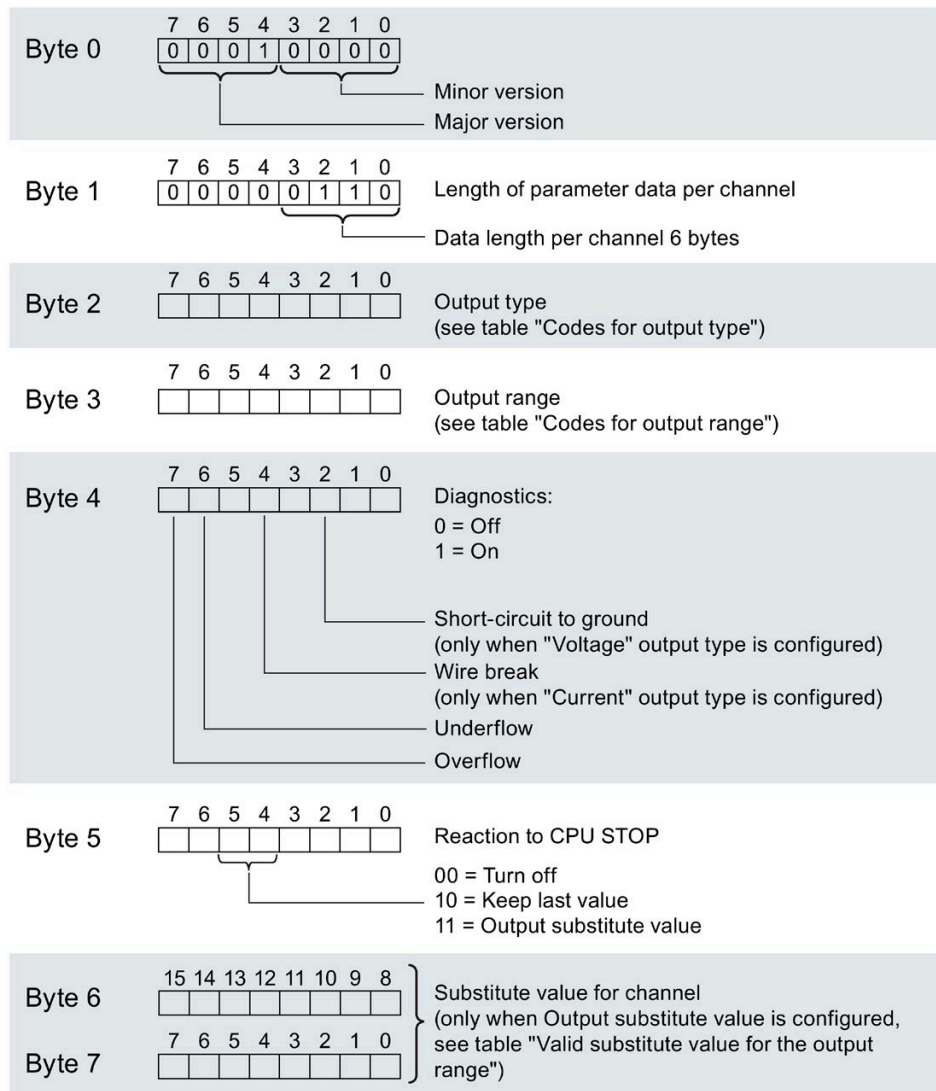 7 6 5 4 3 2 1 0
Byte 0
0 0 0 1 0 0 0 0
Minor version
Major version
7 6 5 4 3 2 1 0
Byte 1
0 0 0 0 0 1 1 0
Length of parameter data per channel
Data length per channel 6 bytes
7 6 5 4 3 2 1 0
Byte 2
Output type
(see table "Codes for output type")
7 6 5 4 3 2 1 0
Byte 3
Output range
(see table "Codes for output range")
7 6 5 4 3 2 1 0
Byte 4
Diagnostics:
0 = Off
1 = On
Short-circuit to ground
(only when "Voltage" output type is configured)
Wire break
(only when "Current" output type is configured)
Underflow
Overflow
7 6 5 4 3 2 1 0
Byte 5
Reaction to CPU STOP
00 = Turn off
10 = Keep last value
11 = Output substitute value
15 14 13 12 11 10 9 8
Byte 6
7 6 5 4 3 2 1 0
Byte 7
Substitute value for channel
(only when Output substitute value is configured,
see table "Valid substitute value for the output
range")